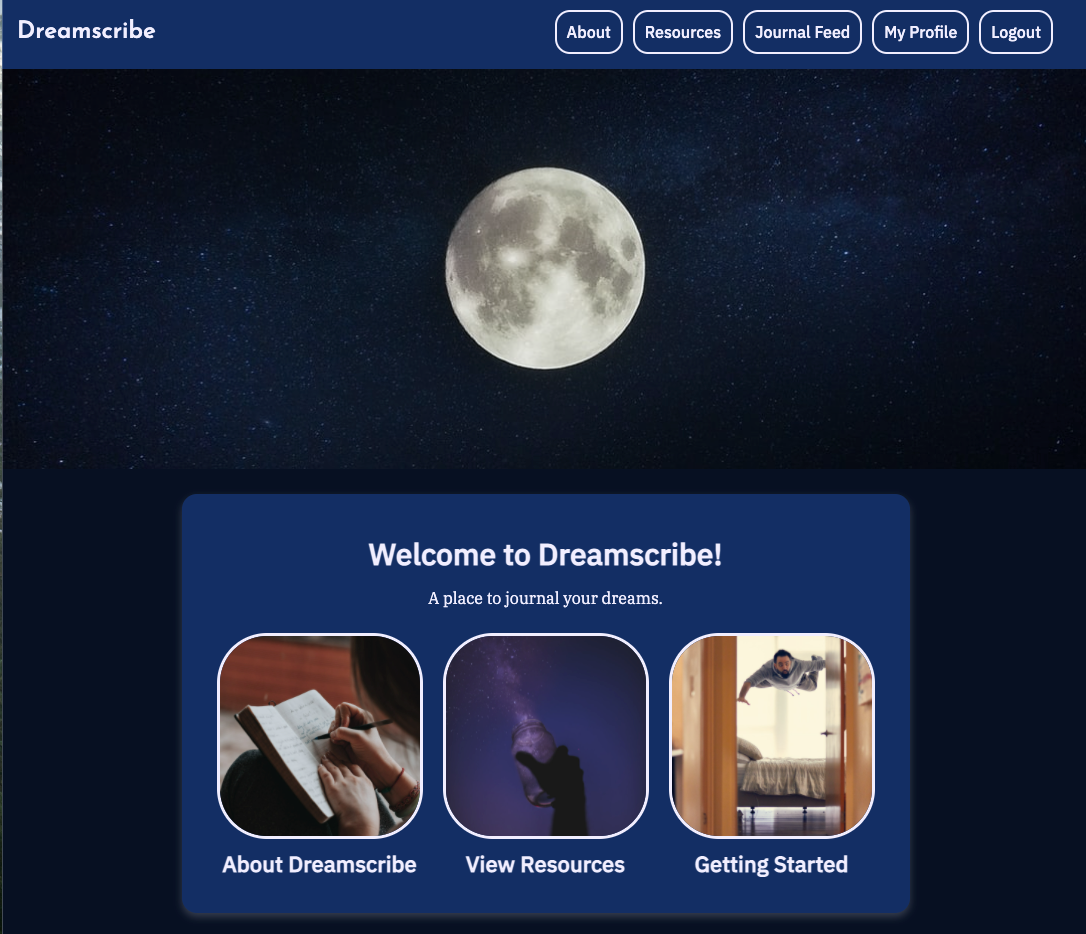 Dreamscribe
About
Resources
Journal Feed
My Profile
Logout
Welcome to Dreamscribe!
A place to journal your dreams.
About Dreamscribe
View Resources
Getting Started